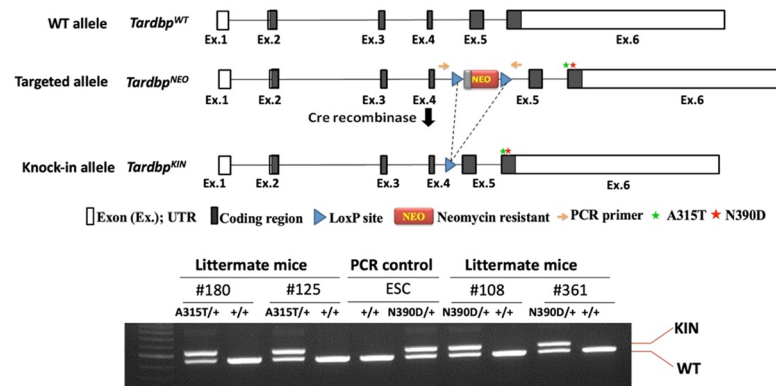 WT allele Tardbp^WT
Ex.1 Ex.2 Ex.3 Ex.4 Ex.5 Ex.6
Targeted allele Tardbp^NEO
NEO
Ex.1 Ex.2 Ex.3 Ex.4 Ex.5 Ex.6
Cre recombinase
Knock-in allele Tardbp^KIN
Ex.1 Ex.2 Ex.3 Ex.4 Ex.5 Ex.6
Exon (Ex.); UTR Coding region LoxP site NEO Neomycin resistant PCR primer A315T N390D
Littermate mice PCR control Littermate mice
#180 #125 ESC #108 #361
A315T/+ +/+ A315T/+ +/+ +/+ N390D/+ N390D/+ +/+ N390D/+ +/+
KIN
WT